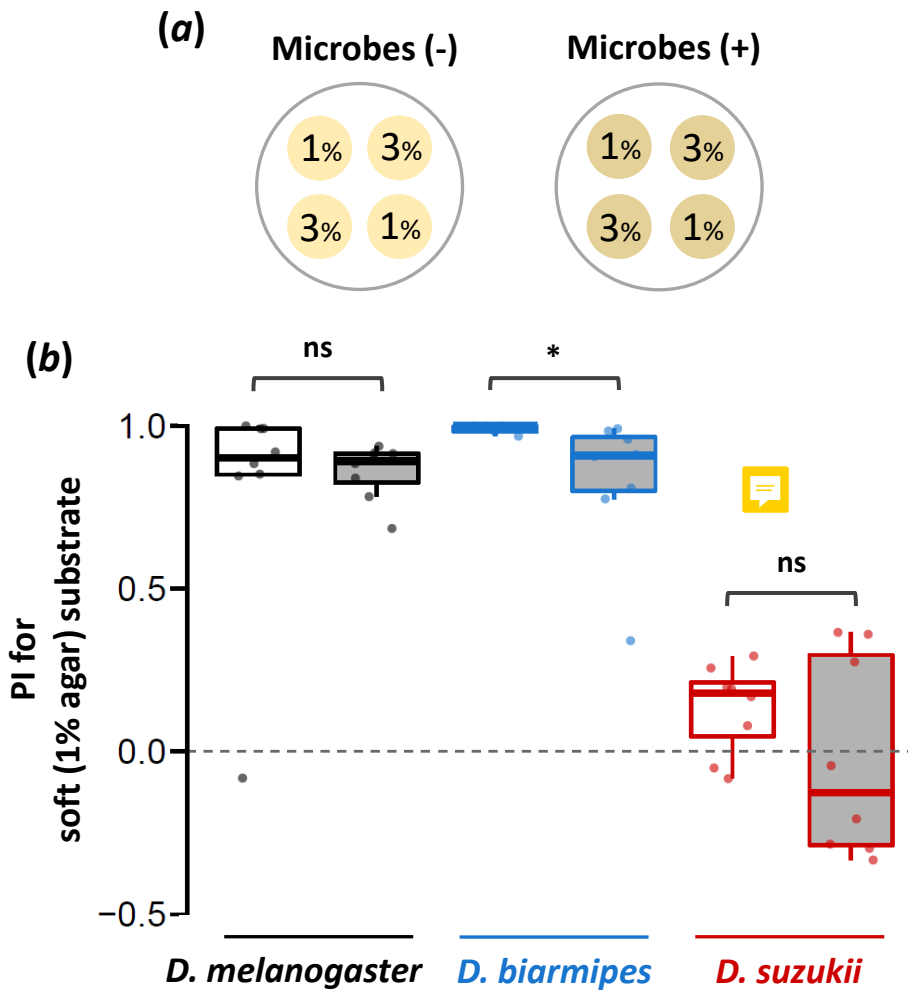 (a)
Microbes (-)
Microbes (+)
1% 3%
3% 1%
1% 3%
3% 1%
(b)
ns
*
ns
PI for
soft (1% agar) substrate
1.0
0.5
0.0
−0.5
D. melanogaster
D. biarmipes
D. suzukii